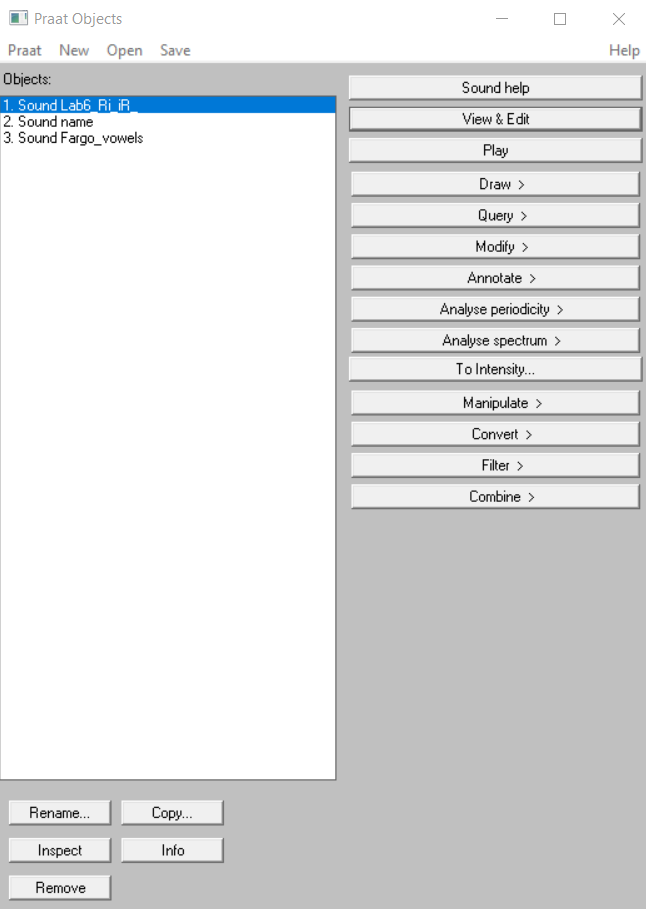 Praat Objects
Praat New Open Save Help
Objects:
1. Sound Lab6_Ri_iR_
2. Sound name
3. Sound Fargo_vowels
Sound help
View & Edit
Play
Draw >
Query >
Modify >
Annotate >
Analyse periodicity >
Analyse spectrum >
To Intensity...
Manipulate >
Convert >
Filter >
Combine >
Rename... Copy...
Inspect Info
Remove